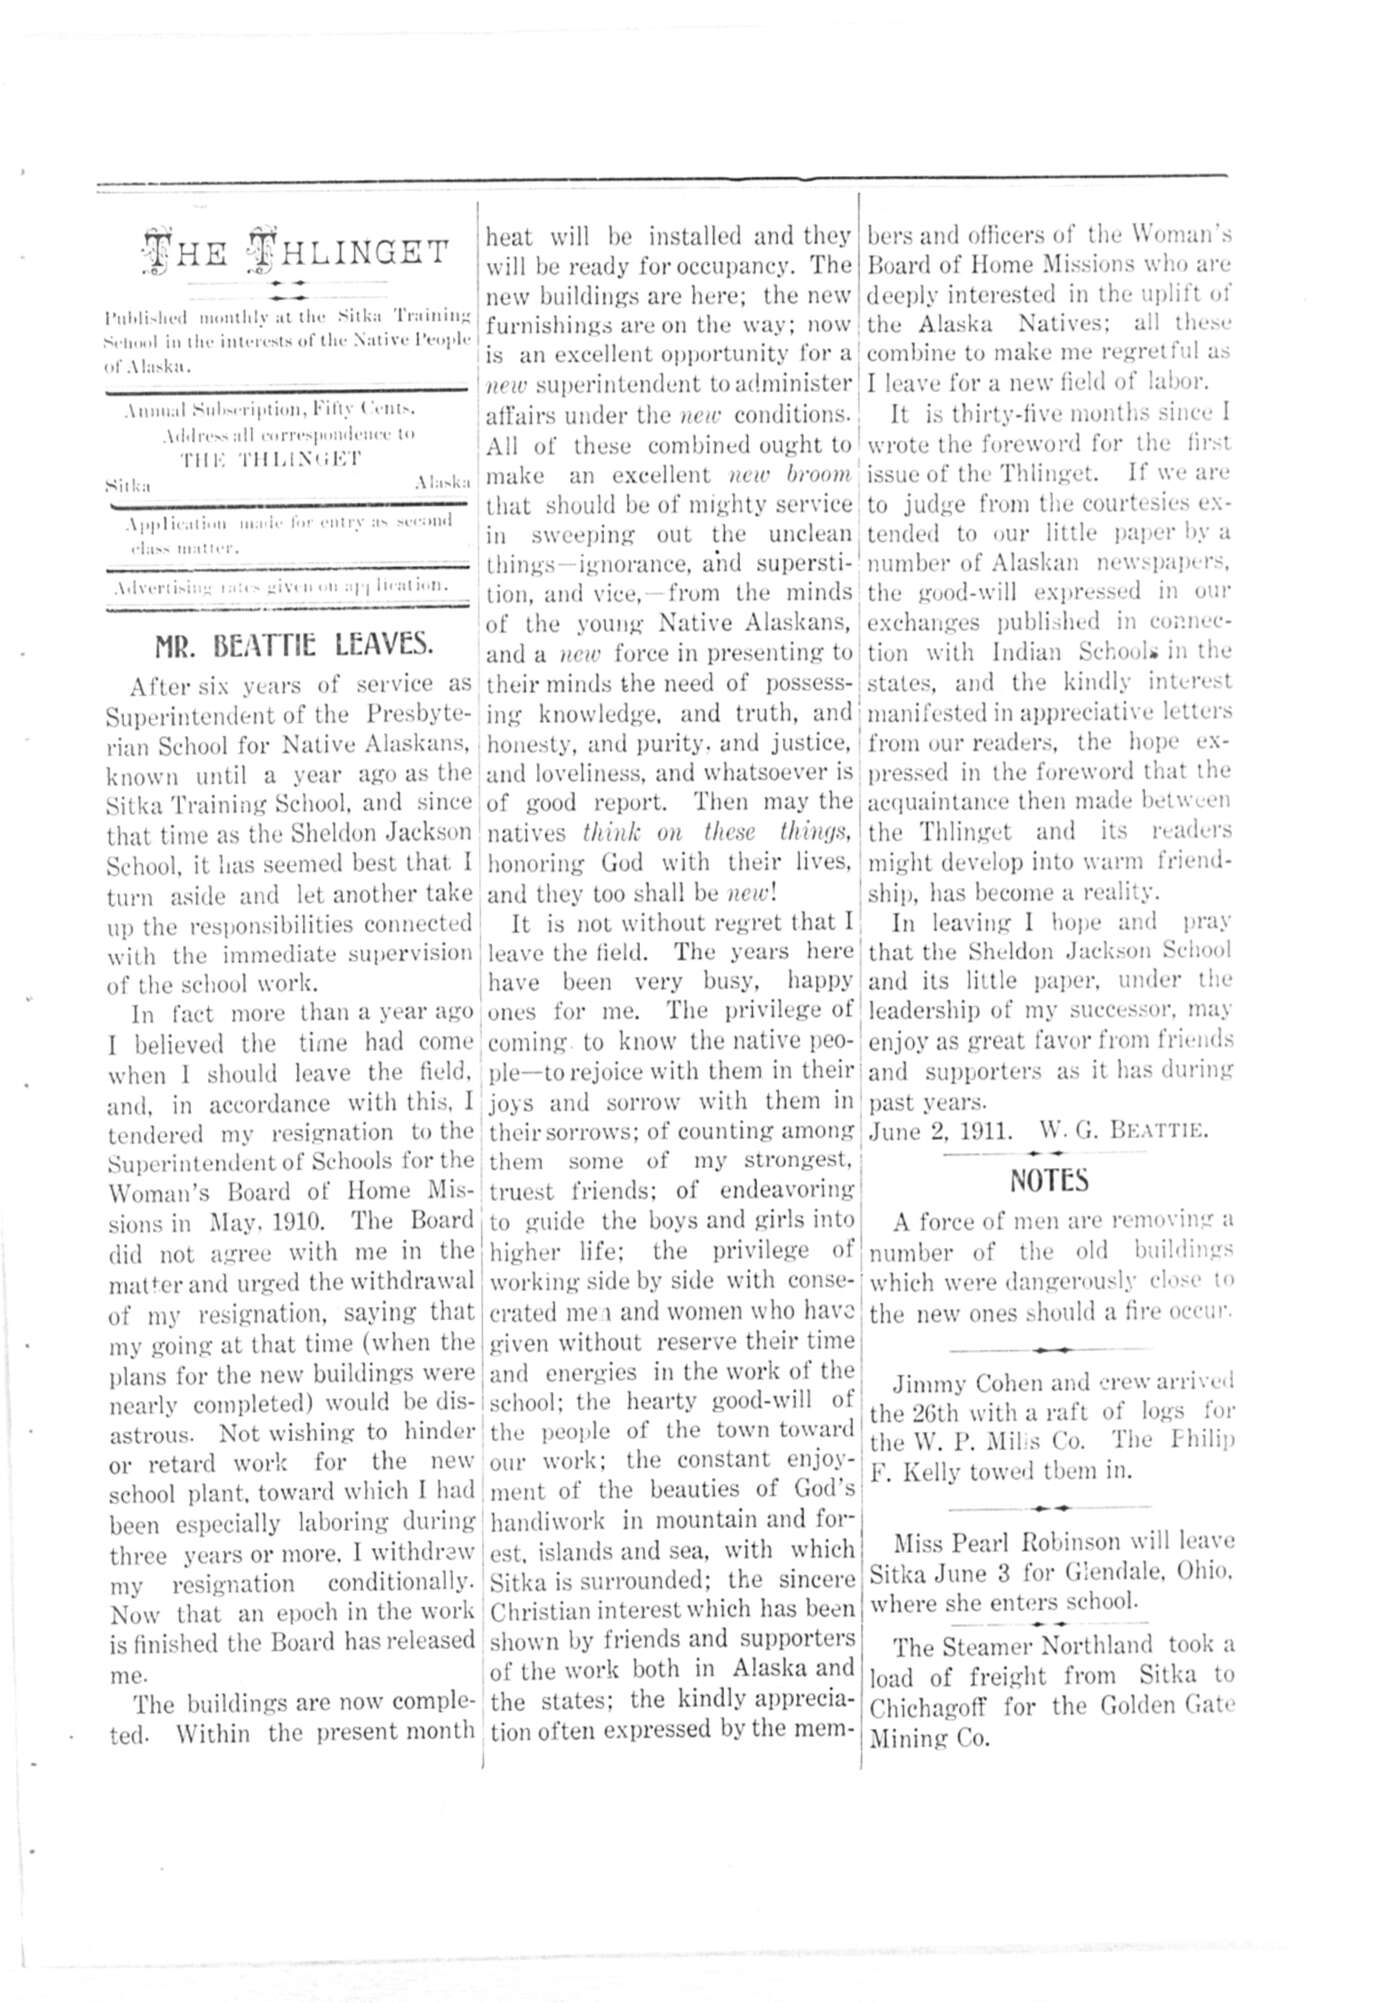 THE THLINGET
Published monthly at the Sitka Training
School in the interests of the Native People
of Alaska.
Annual Subscription, Fifty Cents.
Address all correspondence to
THE THLINGET
Sitka Alaska
Application made for entry as second
class matter.
Advertising rates given on application.
MR. BEATTIE LEAVES.
After six years of service as
Superintendent of the Presbyte-
rian School for Native Alaskans,
known until a year ago as the
Sitka Training School, and since
that time as the Sheldon Jackson
School, it has seemed best that I
turn aside and let another take
up the responsibilities connected
with the immediate supervision
of the school work.
In fact more than a year ago
I believed the time had come
when I should leave the field,
and, in accordance with this, I
tendered my resignation to the
Superintendent of Schools for the
Woman's Board of Home Mis-
sions in May, 1910. The Board
did not agree with me in the
matter and urged the withdrawal
of my resignation, saying that
my going at that time (when the
plans for the new buildings were
nearly completed) would be dis-
astrous. Not wishing to hinder
or retard work for the new
school plant, toward which I had
been especially laboring during
three years or more, I withdrew
my resignation conditionally.
Now that an epoch in the work
is finished the Board has released
me.
The buildings are now comple-
ted. Within the present month
heat will be installed and they
will be ready for occupancy. The
new buildings are here; the new
furnishings are on the way; now
is an excellent opportunity for a
new superintendent to administer
affairs under the new conditions.
All of these combined ought to
make an excellent new broom
that should be of mighty service
in sweeping out the unclean
things—ignorance, and supersti-
tion, and vice,—from the minds
of the young Native Alaskans,
and a new force in presenting to
their minds the need of possess-
ing knowledge, and truth, and
honesty, and purity, and justice,
and loveliness, and whatsoever is
of good report. Then may the
natives think on these things,
honoring God with their lives,
and they too shall be new!
It is not without regret that I
leave the field. The years here
have been very busy, happy
ones for me. The privilege of
coming to know the native peo-
ple—to rejoice with them in their
joys and sorrow with them in
their sorrows; of counting among
them some of my strongest,
truest friends; of endeavoring
to guide the boys and girls into
higher life; the privilege of
working side by side with conse-
crated men and women who have
given without reserve their time
and energies in the work of the
school; the hearty good-will of
the people of the town toward
our work; the constant enjoy-
ment of the beauties of God's
handiwork in mountain and for-
est, islands and sea, with which
Sitka is surrounded; the sincere
Christian interest which has been
shown by friends and supporters
of the work both in Alaska and
the states; the kindly apprecia-
tion often expressed by the mem-
bers and officers of the Woman's
Board of Home Missions who are
deeply interested in the uplift of
the Alaska Natives; all these
combine to make me regretful as
I leave for a new field of labor.
It is thirty-five months since I
wrote the foreword for the first
issue of the Thlinget. If we are
to judge from the courtesies ex-
tended to our little paper by a
number of Alaskan newspapers,
the good-will expressed in our
exchanges published in connec-
tion with Indian Schools in the
states, and the kindly interest
manifested in appreciative letters
from our readers, the hope ex-
pressed in the foreword that the
acquaintance then made between
the Thlinget and its readers
might develop into warm friend-
ship, has become a reality.
In leaving I hope and pray
that the Sheldon Jackson School
and its little paper, under the
leadership of my successor, may
enjoy as great favor from friends
and supporters as it has during
past years.
June 2, 1911. W. G. BEATTIE.
NOTES
A force of men are removing a
number of the old buildings
which were dangerously close to
the new ones should a fire occur.
Jimmy Cohen and crew arrived
the 26th with a raft of logs for
the W. P. Mills Co. The Philip
F. Kelly towed tbem in.
Miss Pearl Robinson will leave
Sitka June 3 for Glendale, Ohio,
where she enters school.
The Steamer Northland took a
load of freight from Sitka to
Chichagoff for the Golden Gate
Mining Co.